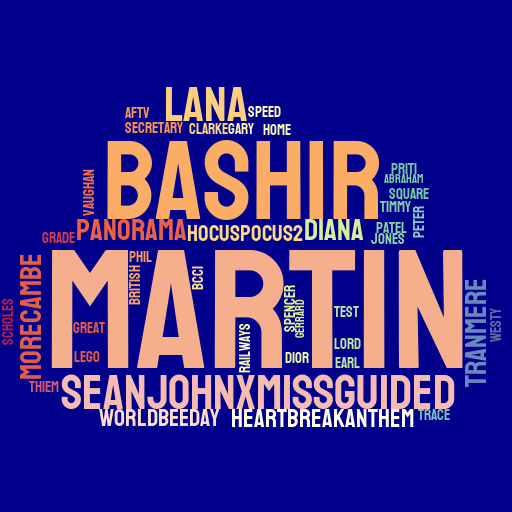 LANA
AFTV
SPEED
SECRETARY
CLARKEGARY
HOME
BASHIR
VAUGHAN
PRITI
ABRAHAM
SQUARE
TIMMY
PETER
GRADE
PANORAMA
HOCUSPOCUS2
DIANA
PATEL
JONES
MARTIN
PHIL
BRITISH
BCCI
MORECAMBE
SCHOLES
GREAT
LEGO
RAILWAYS
SPENCER
GERRARD
DIOR
TEST
LORD
EARL
TRANMERE
WESTY
THIEM
SEANJOHNXMISSGUIDED
WORLDBEEDAY
HEARTBREAKANTHEM
TRACE